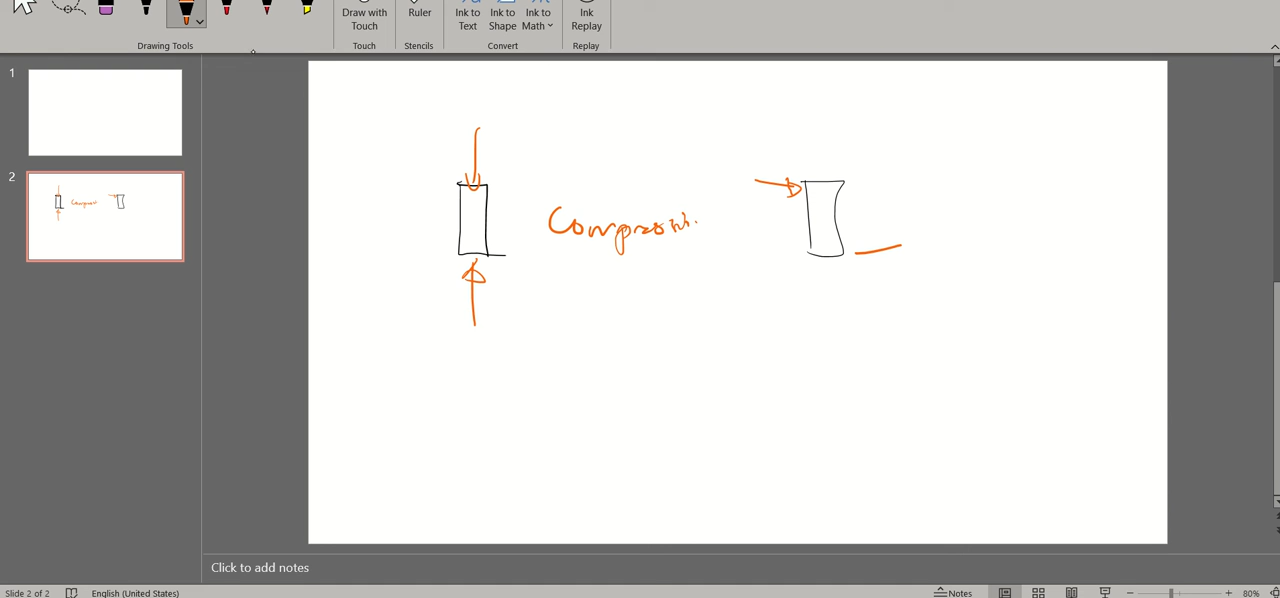 Draw with Touch
Ruler
Ink to Text
Ink to Shape
Ink to Math
Ink Replay
Drawing Tools
Touch
Stencils
Convert
Replay
1
2
Click to add notes
Slide 2 of 2
English (United States)
Notes
80%